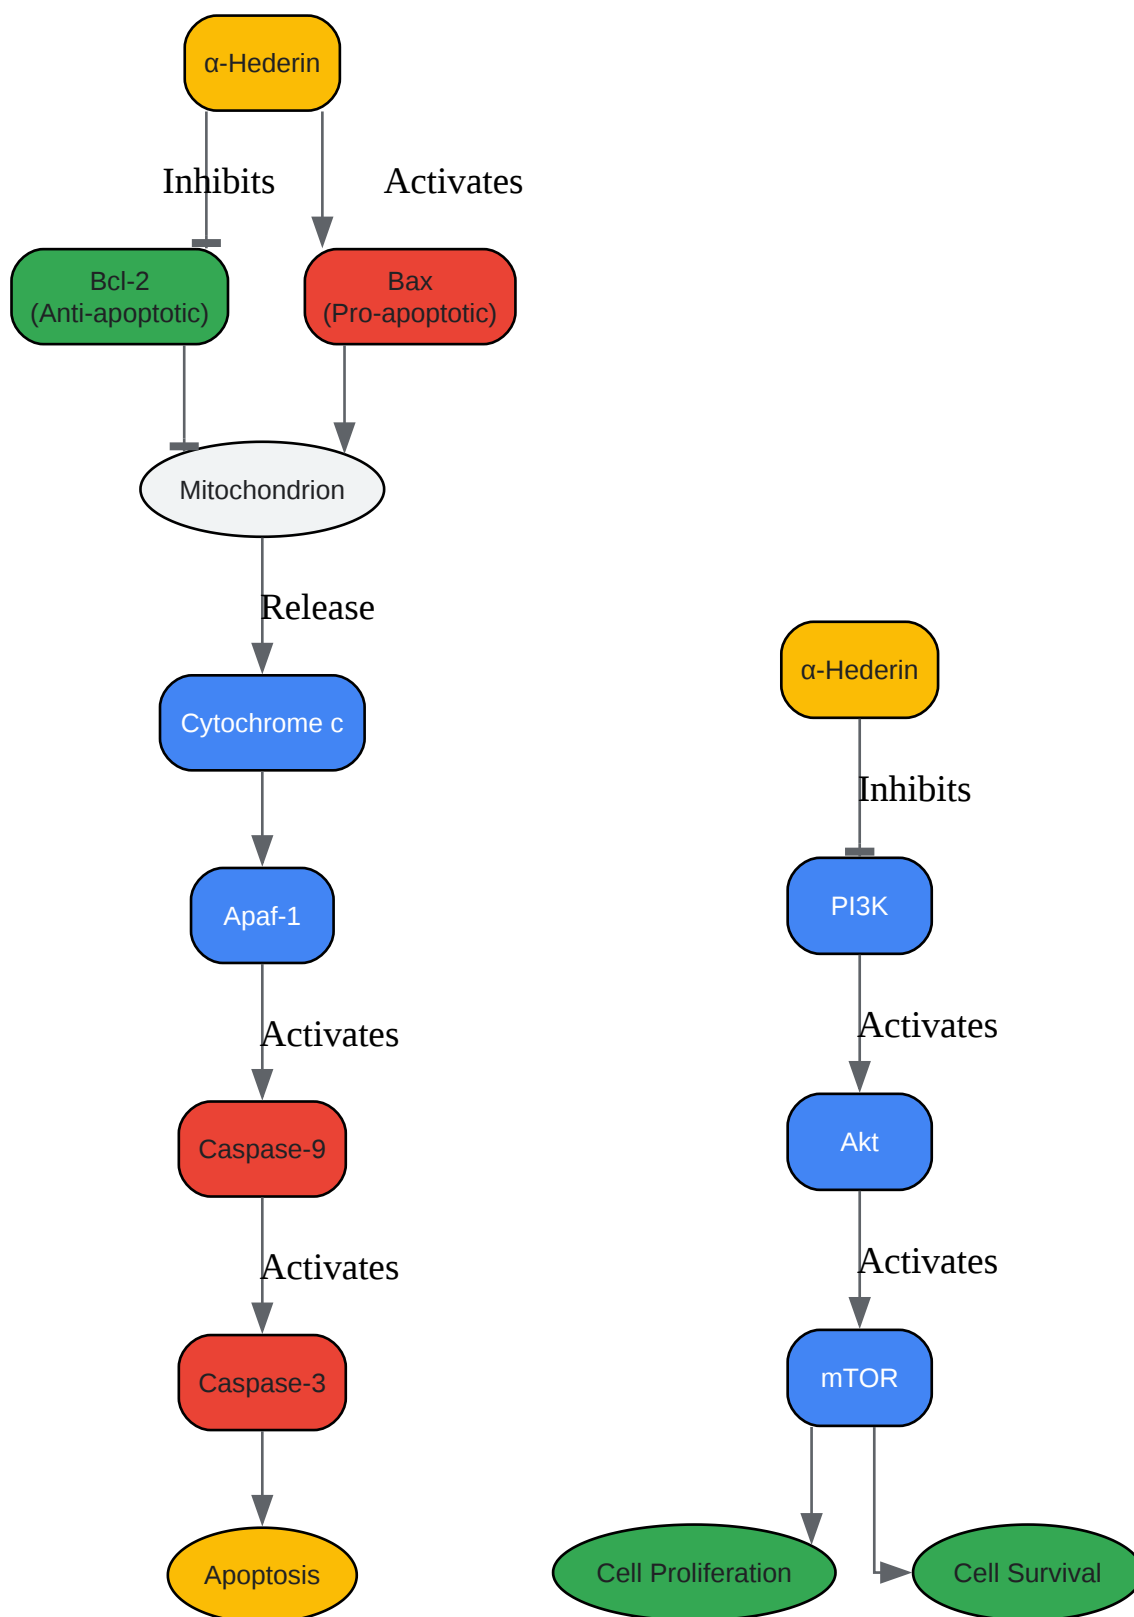 α-Hederin
Inhibits
Activates
Bcl-2
(Anti-apoptotic)
Bax
(Pro-apoptotic)
Mitochondrion
Release
Cytochrome c
Apaf-1
Activates
Caspase-9
Activates
Caspase-3
Apoptosis
α-Hederin
Inhibits
PI3K
Activates
Akt
Activates
mTOR
Cell Proliferation
Cell Survival